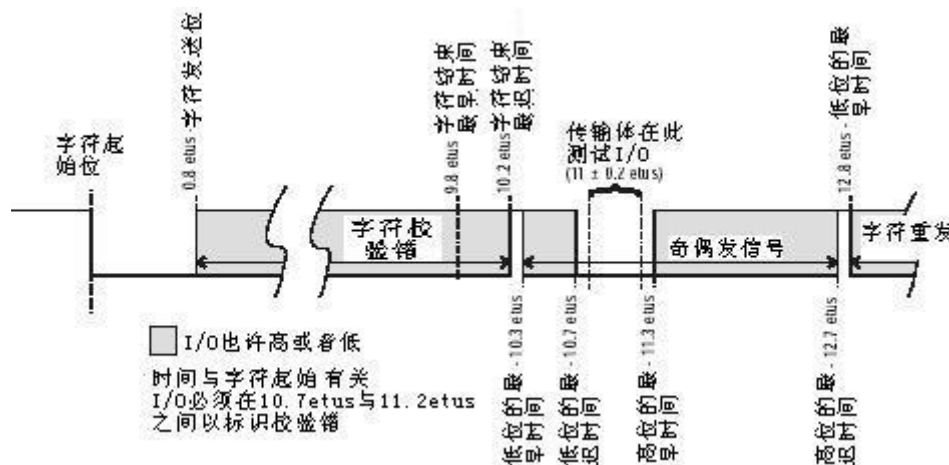 字符起
始位
0.8 etus - 字符发送位
字符结束
最早时间
9.8 etus
字符结束
最迟时间
10.2 etus
传输体在此
测试I/O
(11 ± 0.2 etus)
12.8 etus - 低位的最
早时间
字符校
验错
奇偶发信号
字符重发
I/O也许高或者低
时间与字符起始有关
I/O必须在10.7etus与11.2etus
之间以标识校验错
低位的最 - 10.3 etus
早时间
低位的最 - 10.7 etus
迟时间
高位的最 - 11.3 etus
早时间
高位的最 - 12.7 etus
迟时间